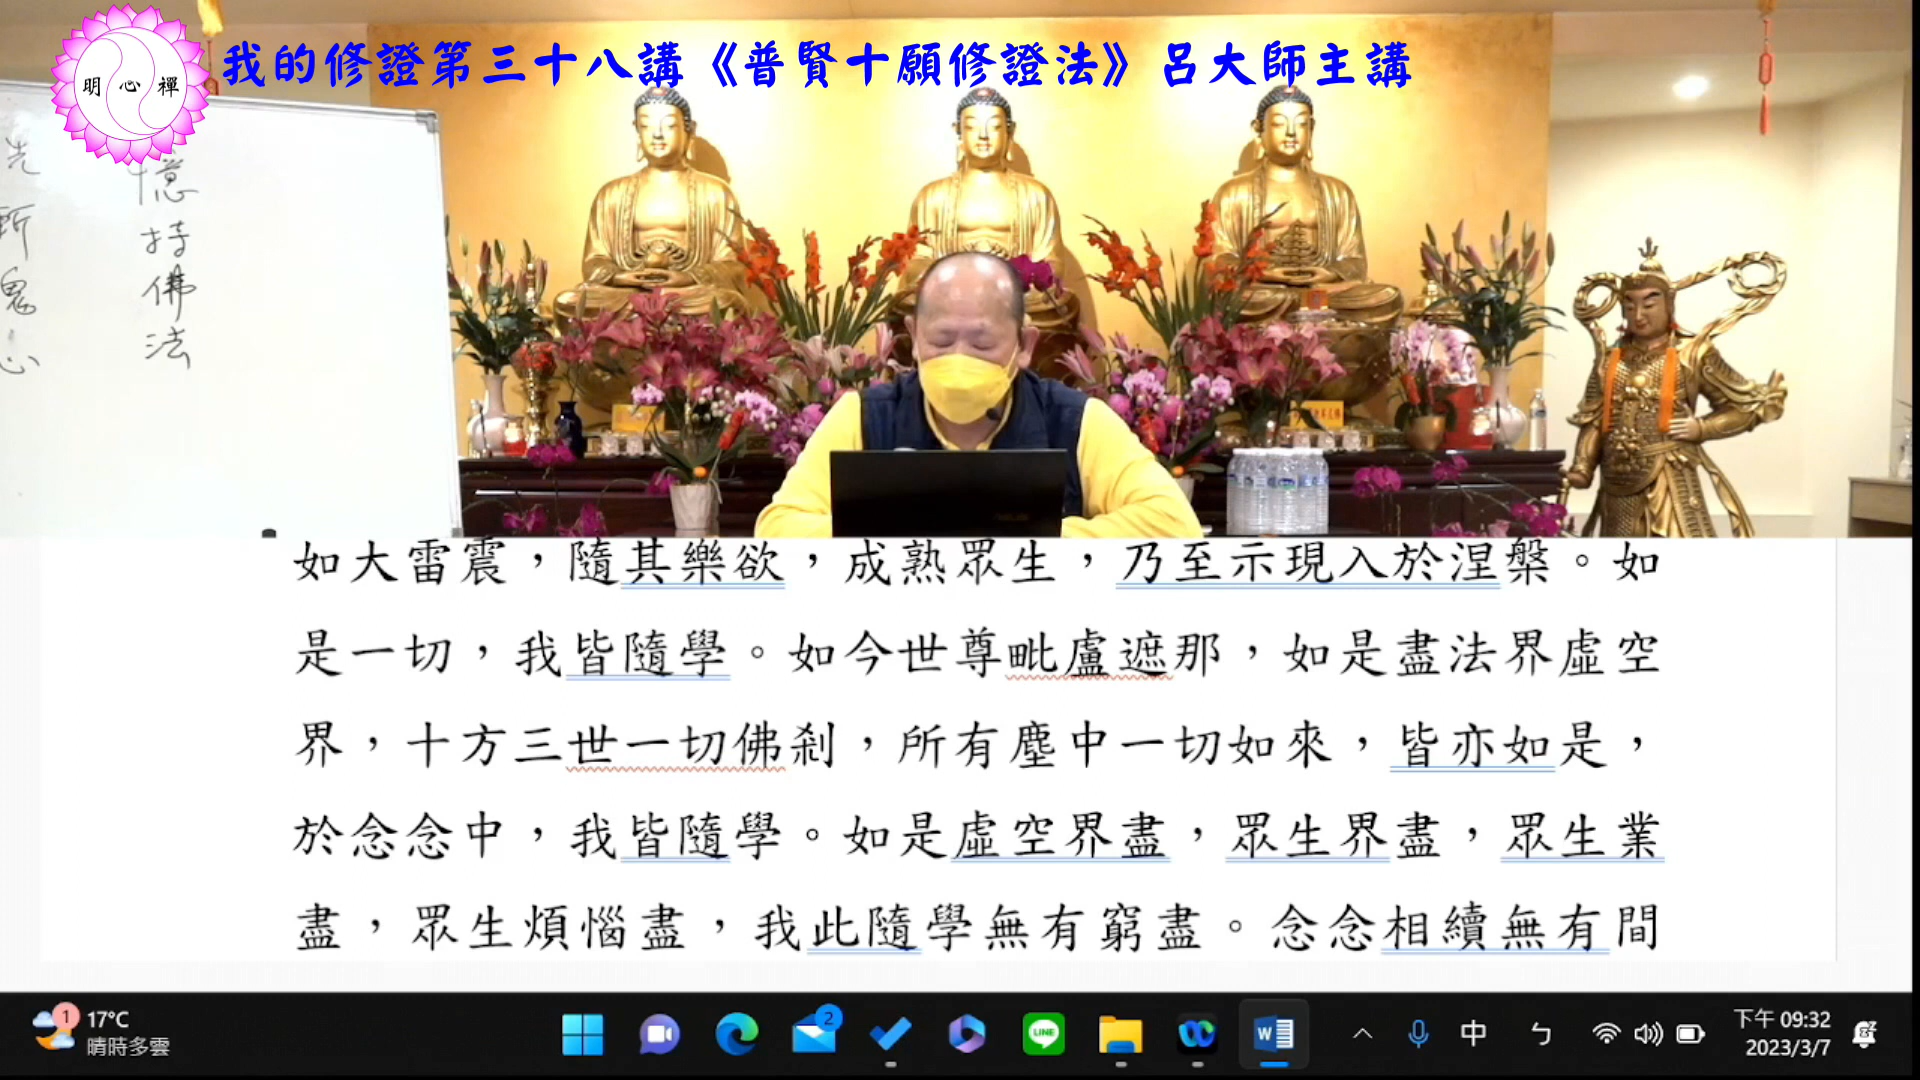 我的修證第三十八講《普賢十願修證法》呂大師主講
明心禪
憶持佛法
先斬鬼心
如大雷震，隨其樂欲，成熟眾生，乃至示現入於涅槃。如
是一切，我皆隨學。如今世尊毗盧遮那，如是盡法界虛空
界，十方三世一切佛剎，所有塵中一切如來，皆亦如是，
於念念中，我皆隨學。如是虛空界盡，眾生界盡，眾生業
盡，眾生煩惱盡，我此隨學無有窮盡。念念相續無有間
1
17°C
晴時多雲
2
LINE
W
中
ㄅ
下午 09:32
2023/3/7